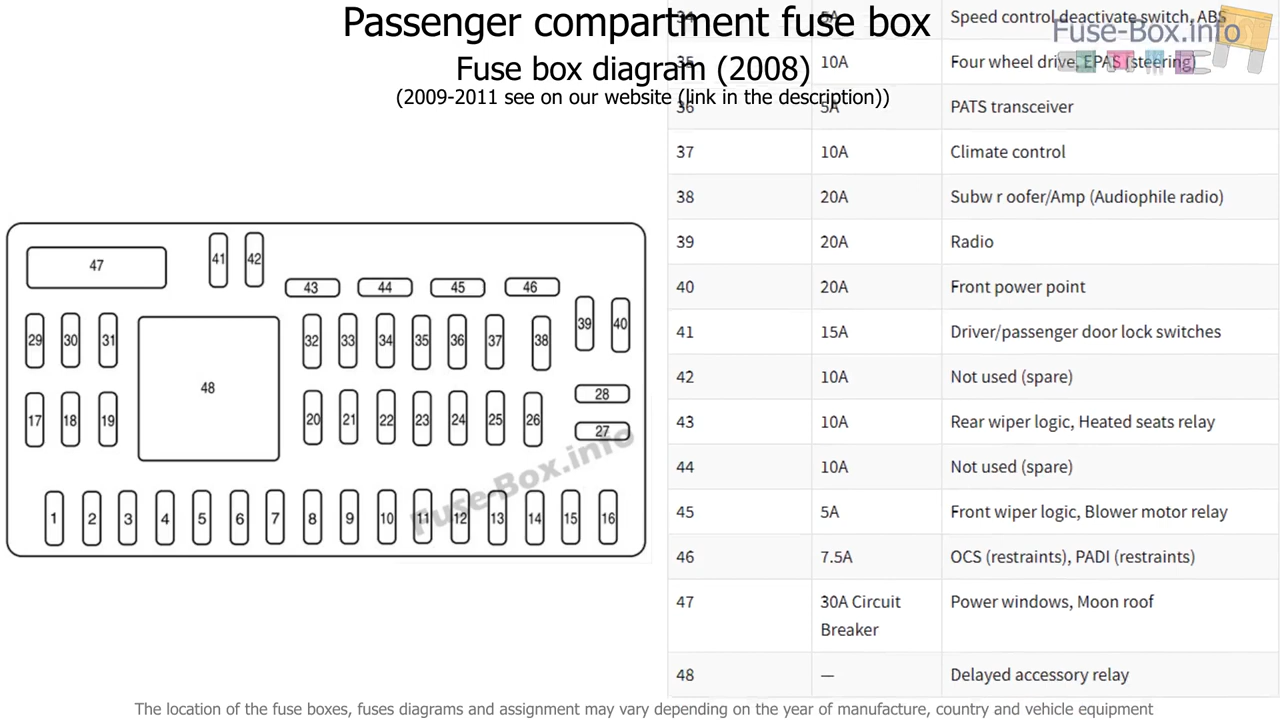 Passenger compartment fuse box
Fuse box diagram (2008)
(2009-2011 see on our website (link in the description))
Fuse-Box.info
34 5A Speed control deactivate switch, ABS
35 10A Four wheel drive, EPAS (steering)
36 5A PATS transceiver
37 10A Climate control
38 20A Subw r oofer/Amp (Audiophile radio)
39 20A Radio
40 20A Front power point
41 15A Driver/passenger door lock switches
42 10A Not used (spare)
43 10A Rear wiper logic, Heated seats relay
44 10A Not used (spare)
45 5A Front wiper logic, Blower motor relay
46 7.5A OCS (restraints), PADI (restraints)
47 30A Circuit Breaker Power windows, Moon roof
48 — Delayed accessory relay
47 41 42
43 44 45 46
29 30 31 32 33 34 35 36 37 38 39 40
48
28
17 18 19 20 21 22 23 24 25 26 27
Fuse-Box.info
1 2 3 4 5 6 7 8 9 10 11 12 13 14 15 16
The location of the fuse boxes, fuses diagrams and assignment may vary depending on the year of manufacture, country and vehicle equipment